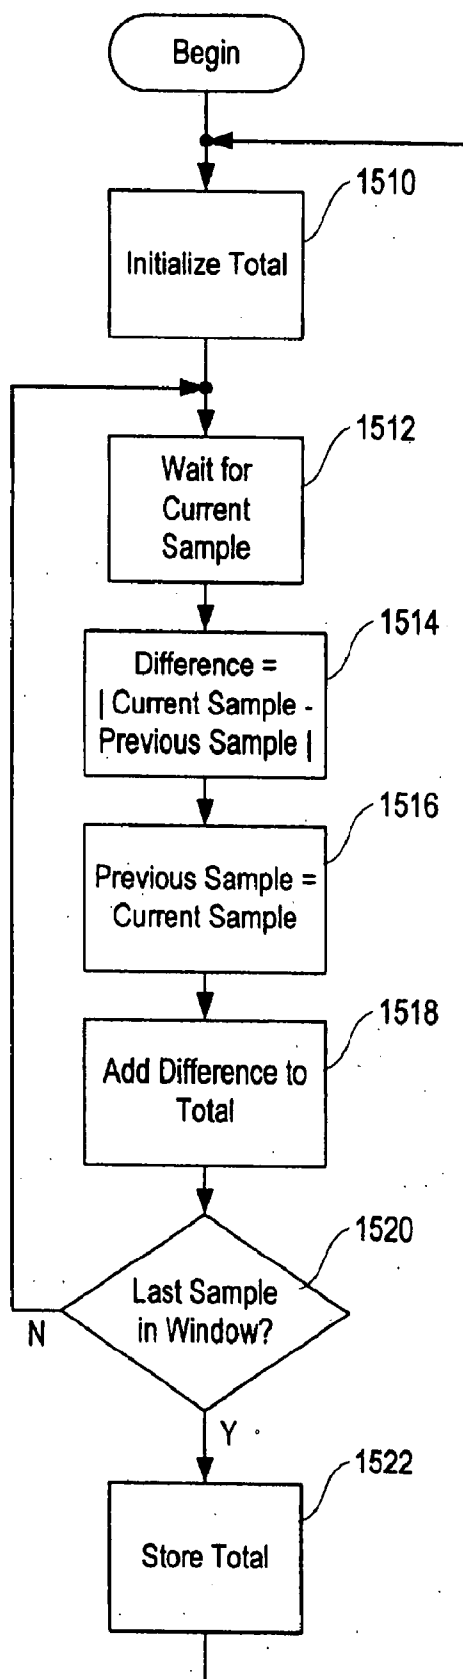 Begin
1510
Initialize Total
1512
Wait for
Current
Sample
1514
Difference =
| Current Sample -
Previous Sample |
1516
Previous Sample =
Current Sample
1518
Add Difference to
Total
1520
Last Sample
in Window?
N
Y
1522
Store Total